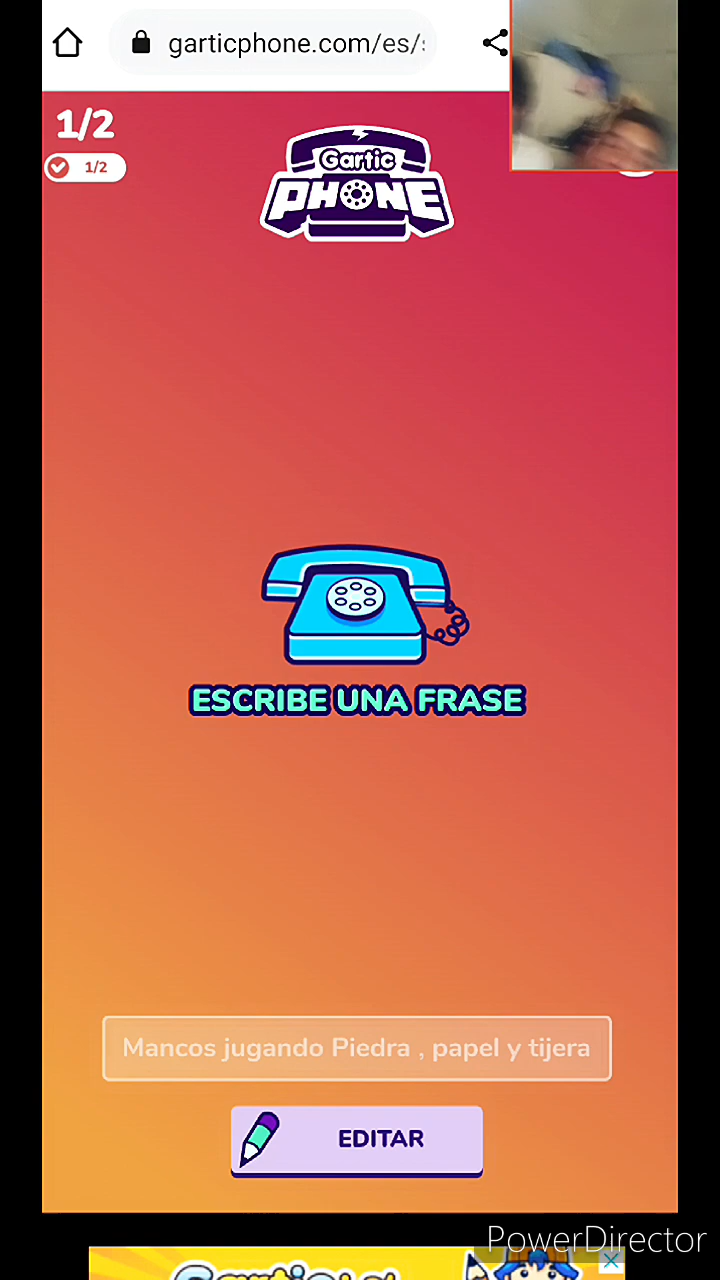 garticphone.com/es/
1/2
1/2
Gartic
PHONE
ESCRIBE UNA FRASE
Mancos jugando Piedra , papel y tijera
EDITAR
PowerDirector